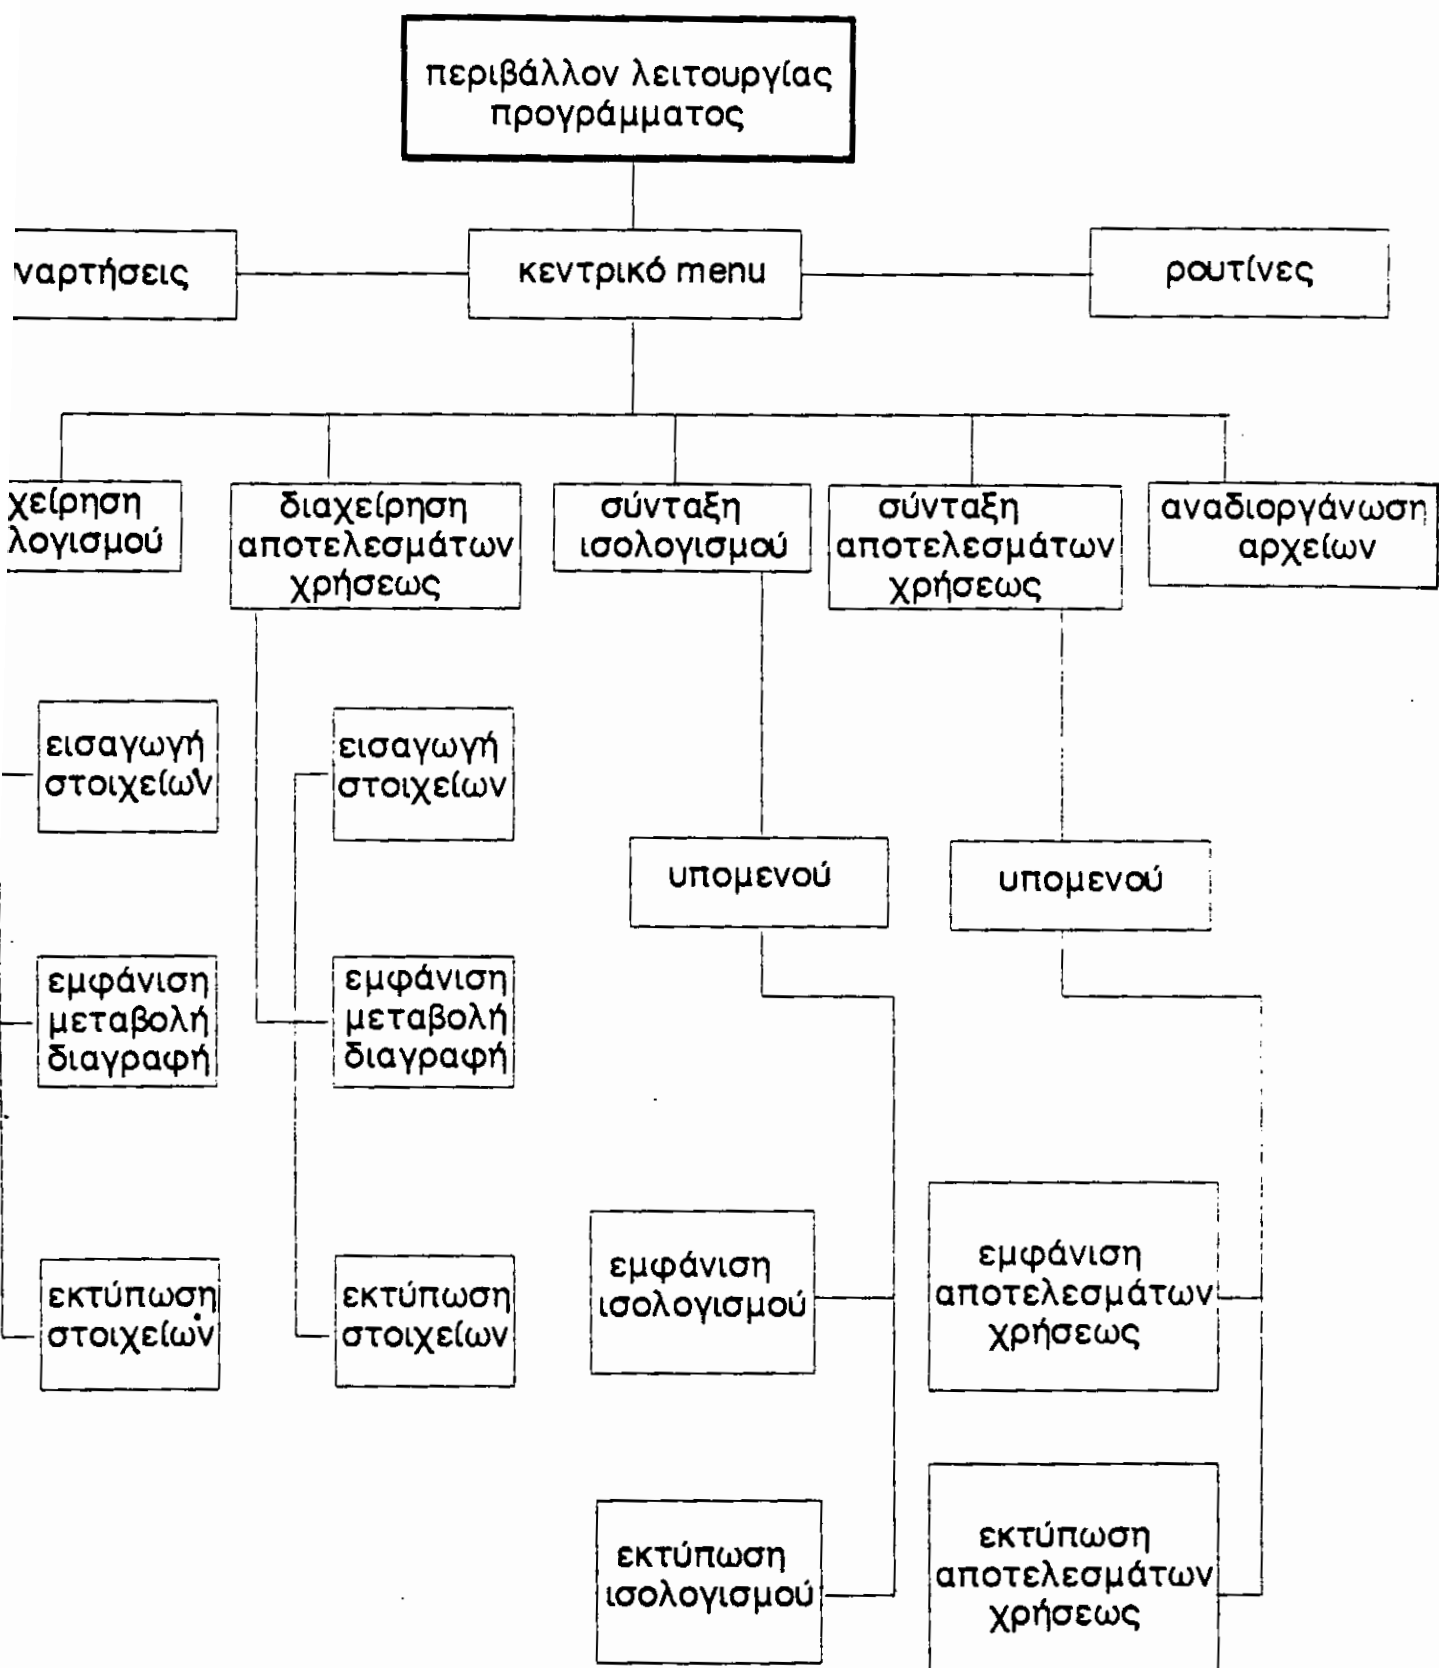 περιβάλλον λειτουργίας
προγράμματος
ναρτήσεις
κεντρικό menu
ρουτίνες
χείρηση
λογισμού
διαχείρηση
αποτελεσμάτων
χρήσεως
σύνταξη
ισολογισμού
σύνταξη
αποτελεσμάτων
χρήσεως
αναδιοργάνωση
αρχείων
εισαγωγή
στοιχείων
εισαγωγή
στοιχείων
υπομενού
υπομενού
εμφάνιση
μεταβολή
διαγραφή
εμφάνιση
μεταβολή
διαγραφή
εκτύπωση
στοιχείων
εκτύπωση
στοιχείων
εμφάνιση
ισολογισμού
εμφάνιση
αποτελεσμάτων
χρήσεως
εκτύπωση
ισολογισμού
εκτύπωση
αποτελεσμάτων
χρήσεως